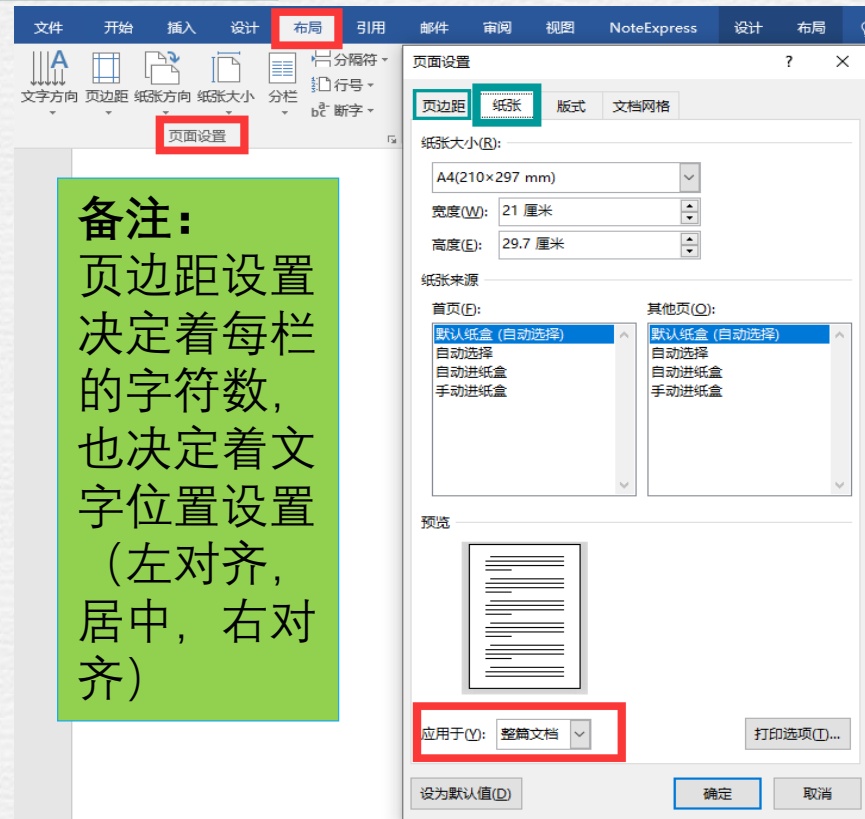 文件 开始 插入 设计 布局 引用 邮件 审阅 视图 NoteExpress 设计 布局
文字方向 页边距 纸张方向 纸张大小 分栏
分隔符
行号
断字
页面设置
备注：
页边距设置
决定着每栏
的字符数，
也决定着文
字位置设置
（左对齐，
居中，右对
齐）
页面设置 ? ×
页边距 纸张 版式 文档网格
纸张大小(R):
A4(210×297 mm)
宽度(W): 21 厘米
高度(E): 29.7 厘米
纸张来源
首页(F): 其他页(O):
默认纸盒 (自动选择) 默认纸盒 (自动选择)
自动选择 自动选择
自动进纸盒 自动进纸盒
手动进纸盒 手动进纸盒
预览
应用于(Y): 整篇文档 打印选项(T)...
设为默认值(D) 确定 取消